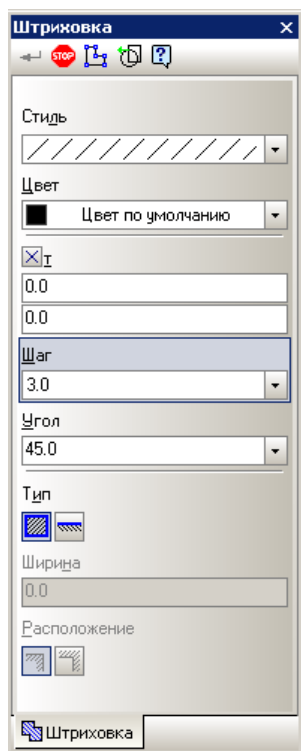 Штриховка
STOP
Стиль
Цвет
Цвет по умолчанию
т
0.0
0.0
Шаг
3.0
Угол
45.0
Тип
Ширина
0.0
Расположение
Штриховка